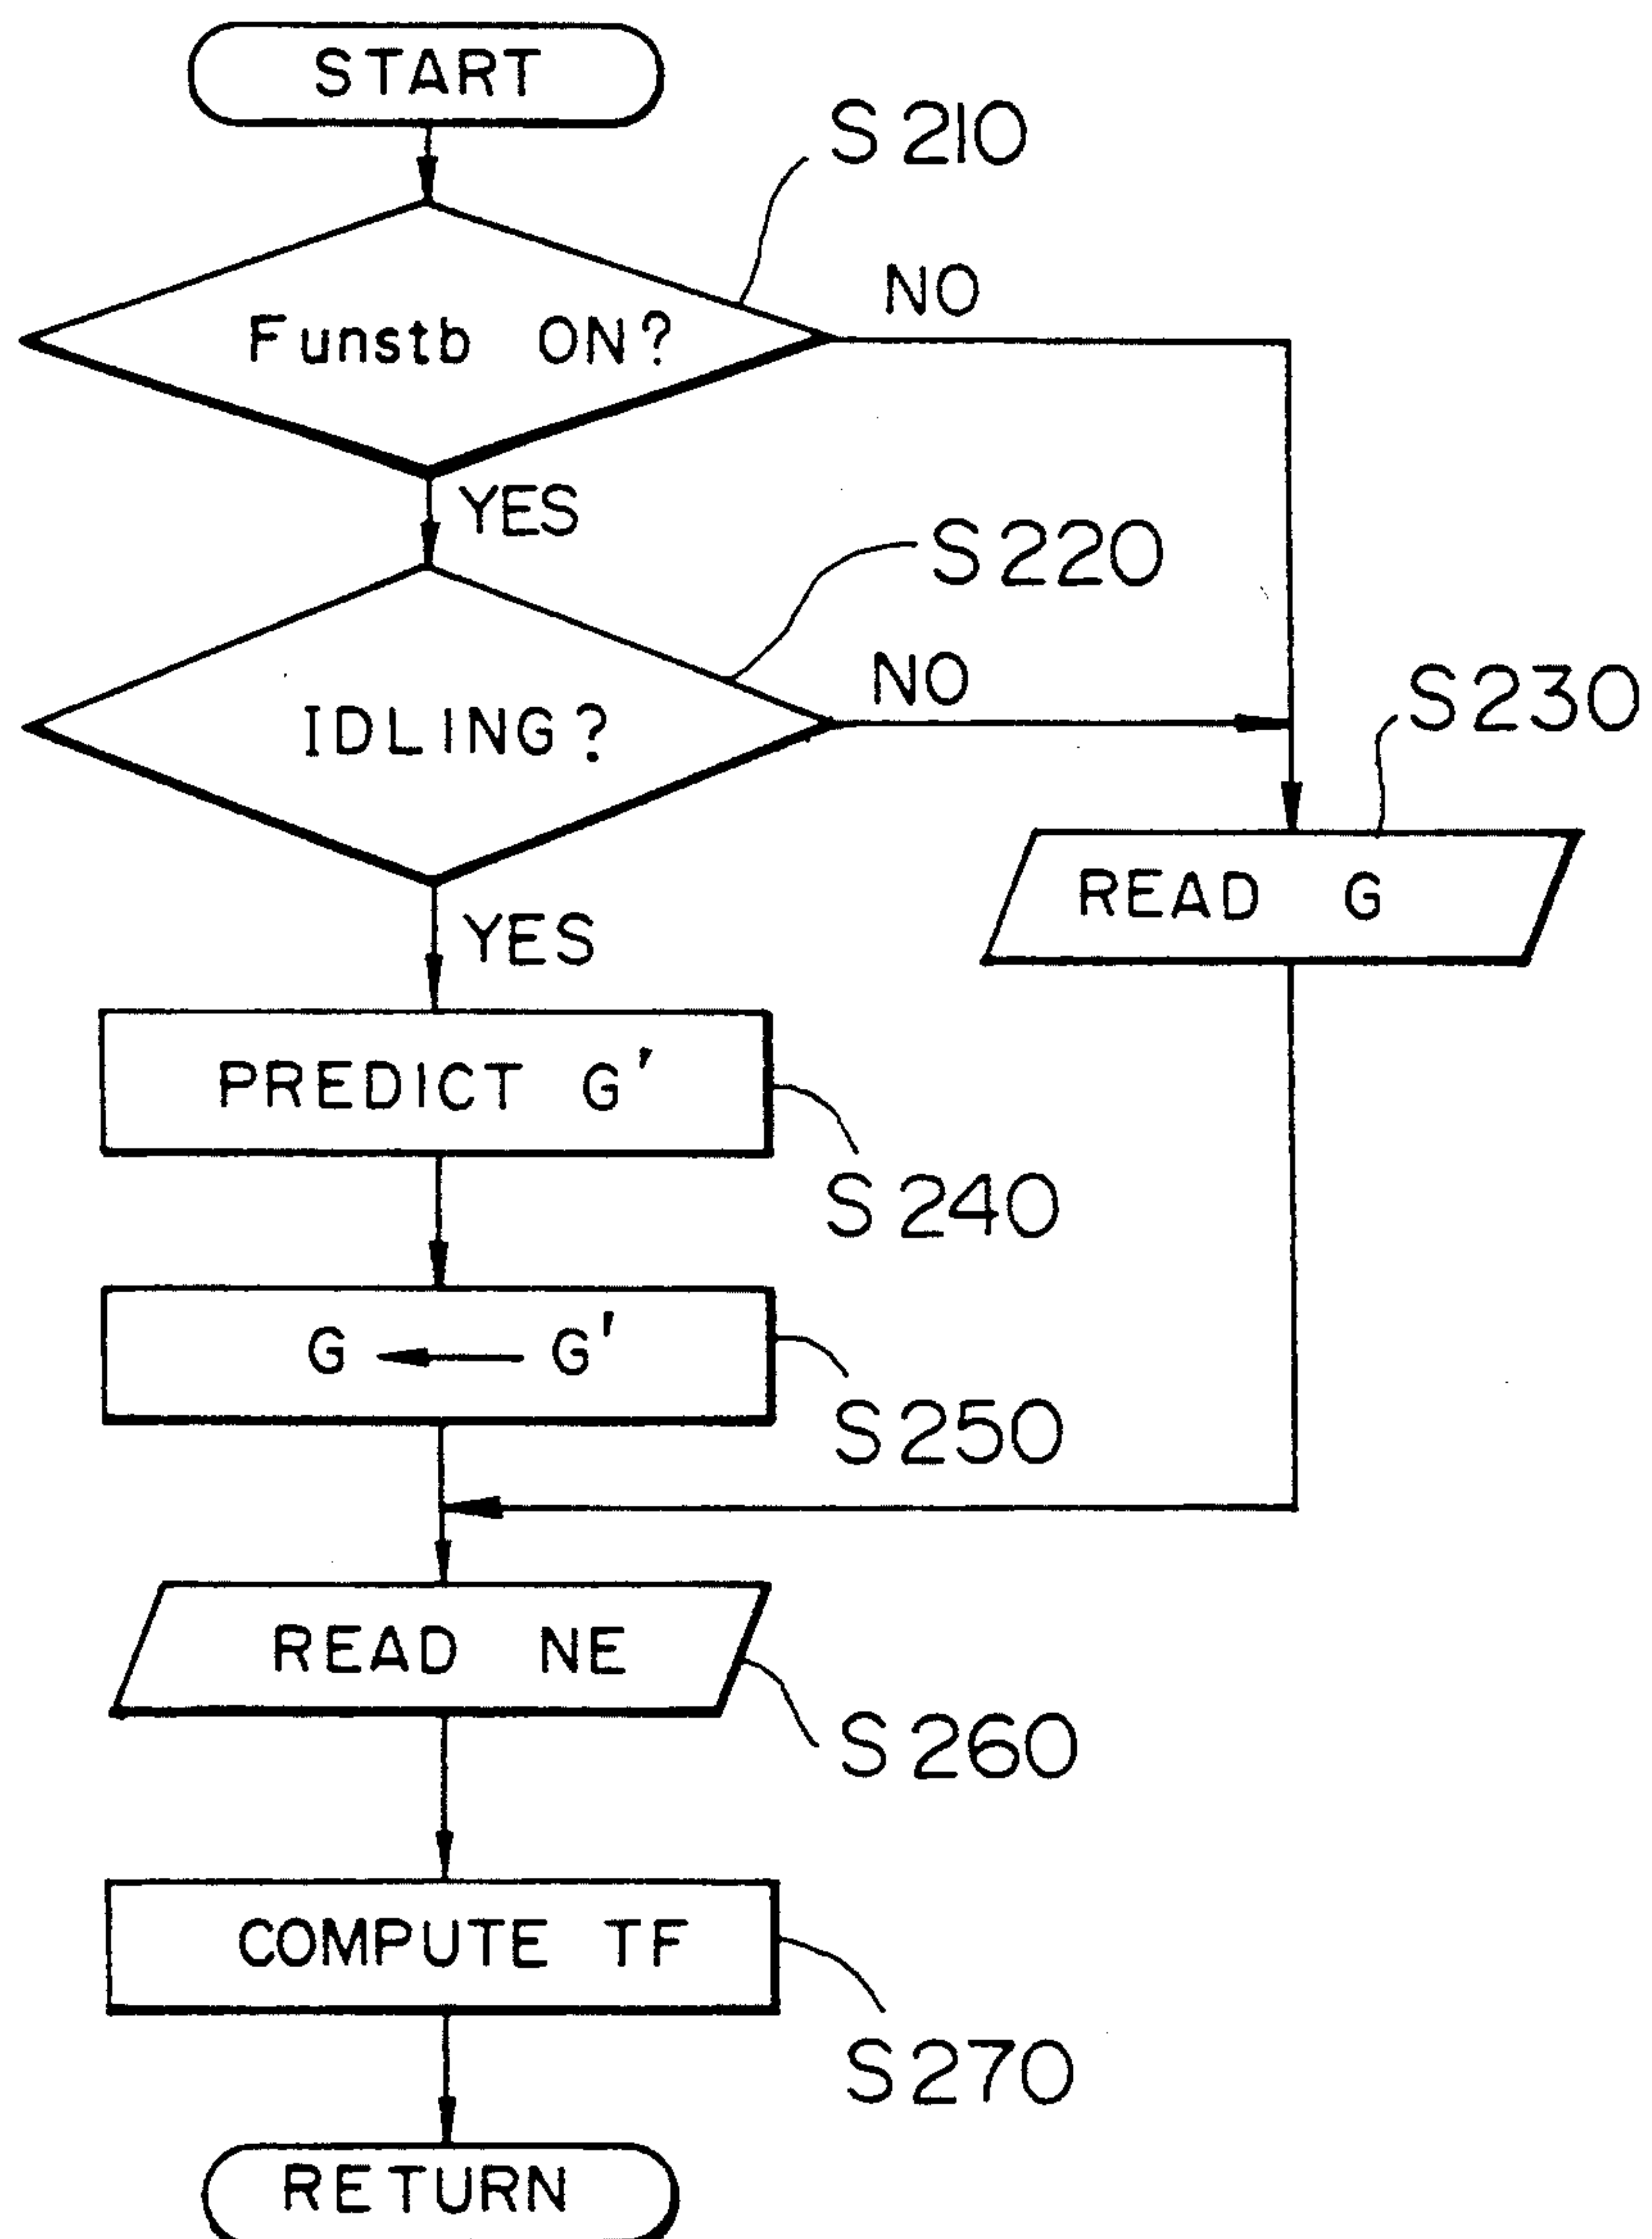 START
S210
NO
Funstb ON?
YES
S220
NO
IDLING?
S230
READ G
YES
PREDICT G'
S240
G ← G'
S250
READ NE
S260
COMPUTE TF
S270
RETURN